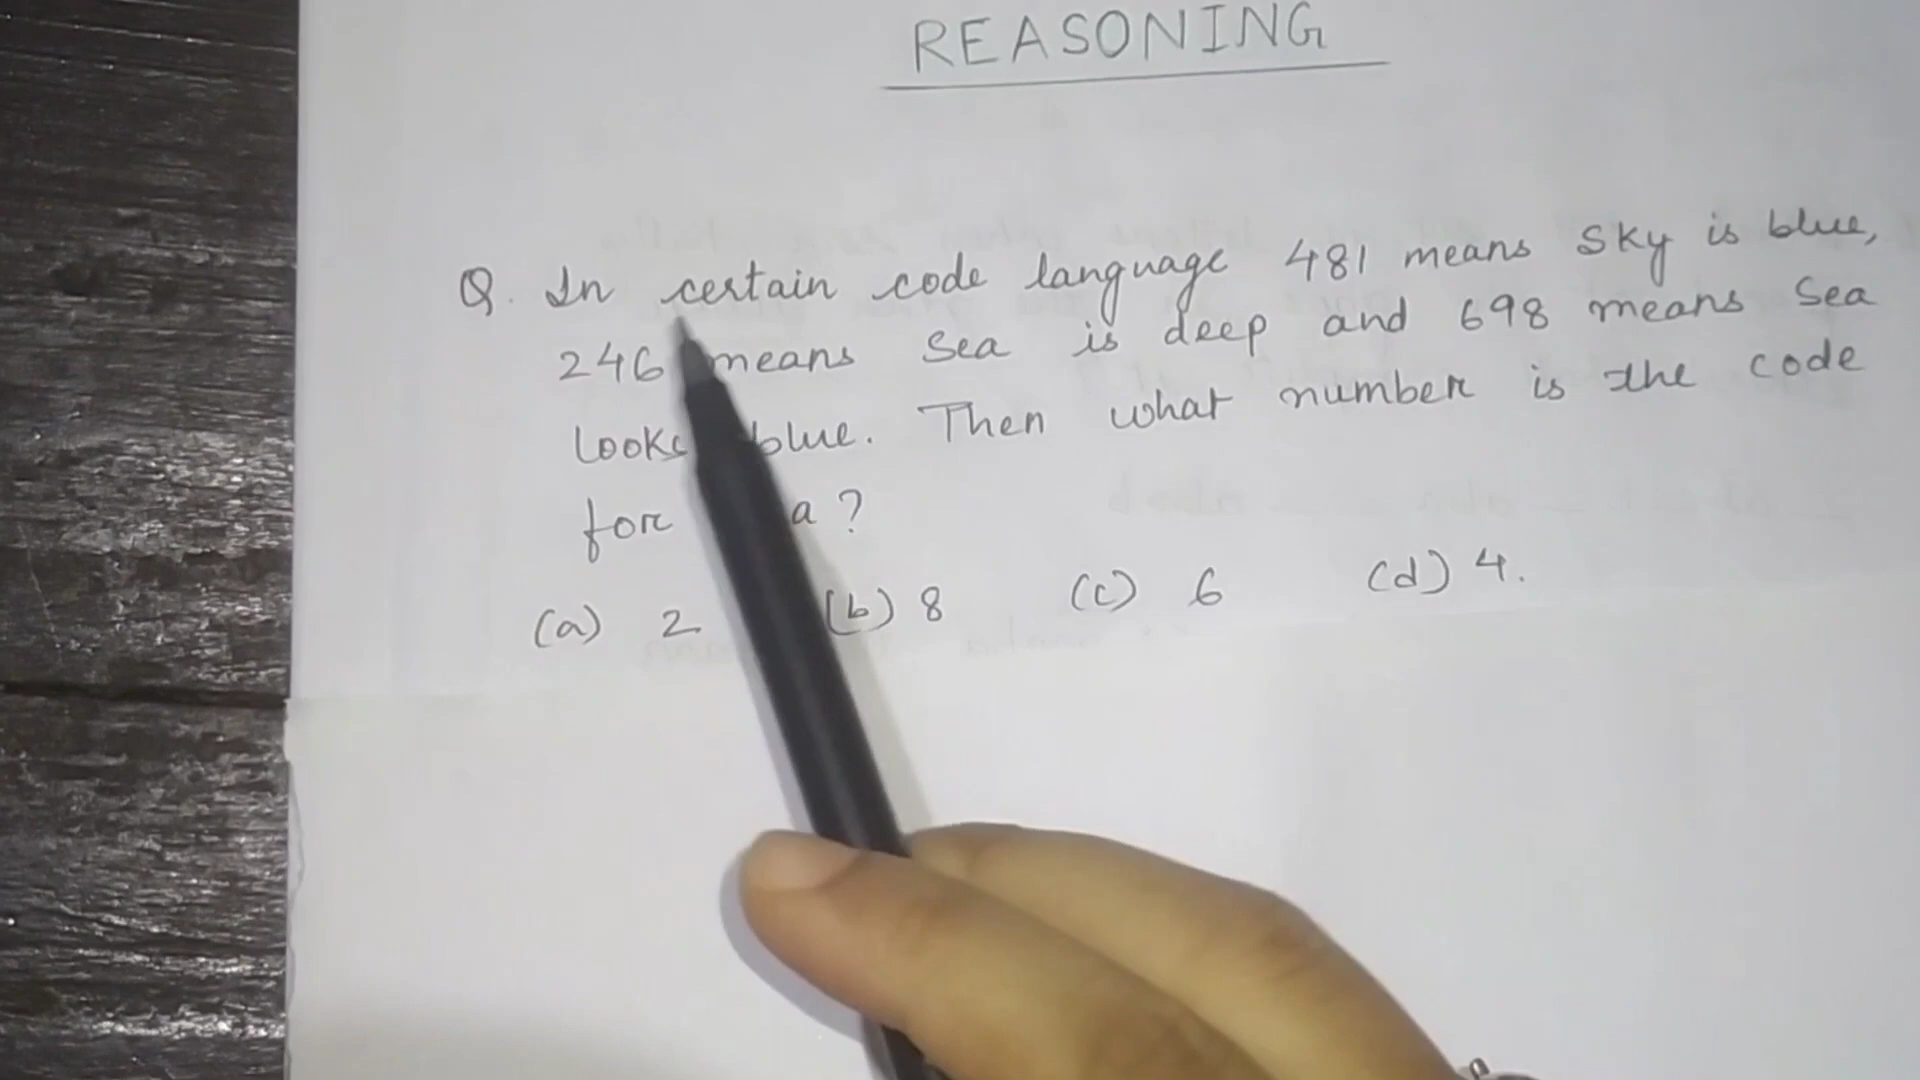 REASONING
Q. In certain code language 481 means Sky is blue,
246 means Sea is deep and 698 means Sea
looks blue. Then what number is the code
for ?
(a) 2 (b) 8 (c) 6 (d) 4.